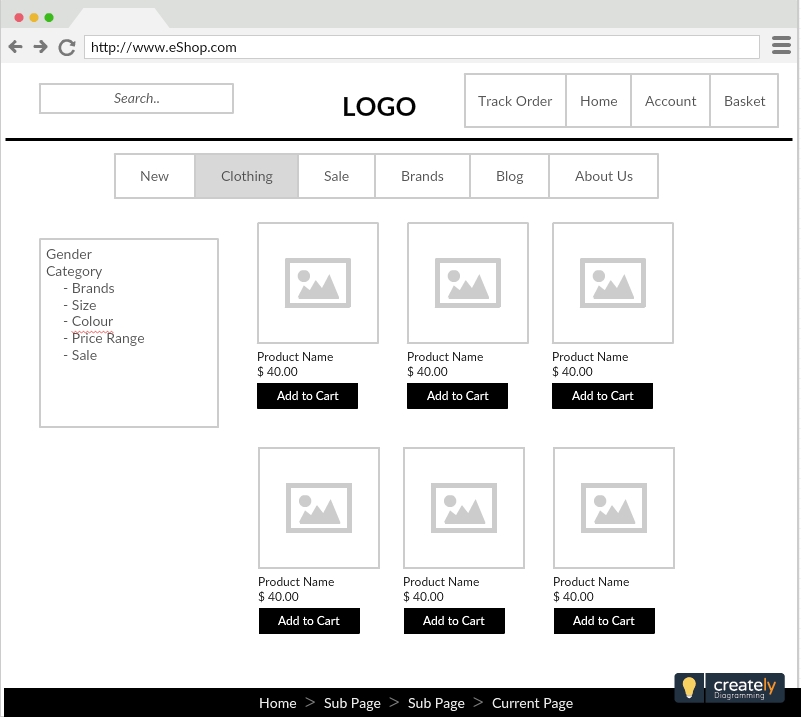 http://www.eShop.com
Search..
LOGO
Track Order Home Account Basket
New Clothing Sale Brands Blog About Us
Gender
Category
- Brands
- Size
- Colour
- Price Range
- Sale
Product Name Product Name Product Name
$ 40.00 $ 40.00 $ 40.00
Add to Cart Add to Cart Add to Cart
Product Name Product Name Product Name
$ 40.00 $ 40.00 $ 40.00
Add to Cart Add to Cart Add to Cart
creately
Diagramming
Home > Sub Page > Sub Page > Current Page